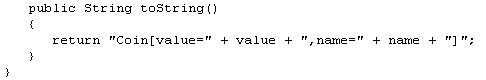 public String toString()
{
return "Coin[value=" + value + ",name=" + name + "]";
}
}